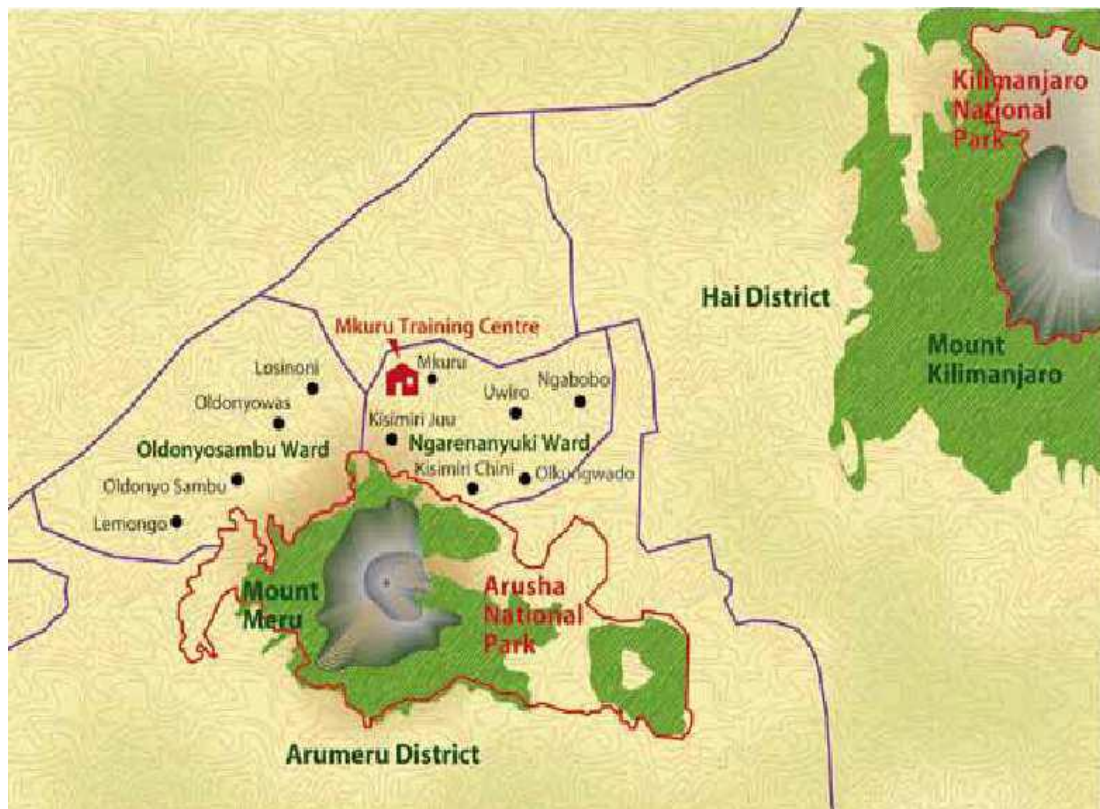 Kilimanjaro
National
Park
Hai District
Mkuru Training Centre
Mount
Kilimanjaro
Losinoni
Mkuru
Ngabobo
Oldonyowas
Uwiro
Kisimiri Juu
Oldonyosambu Ward
Ngarenanyuki Ward
Kisimiri Chini
Olkungwado
Oldonyo Sambu
Lemongo
Mount
Meru
Arusha
National
Park
Arumeru District